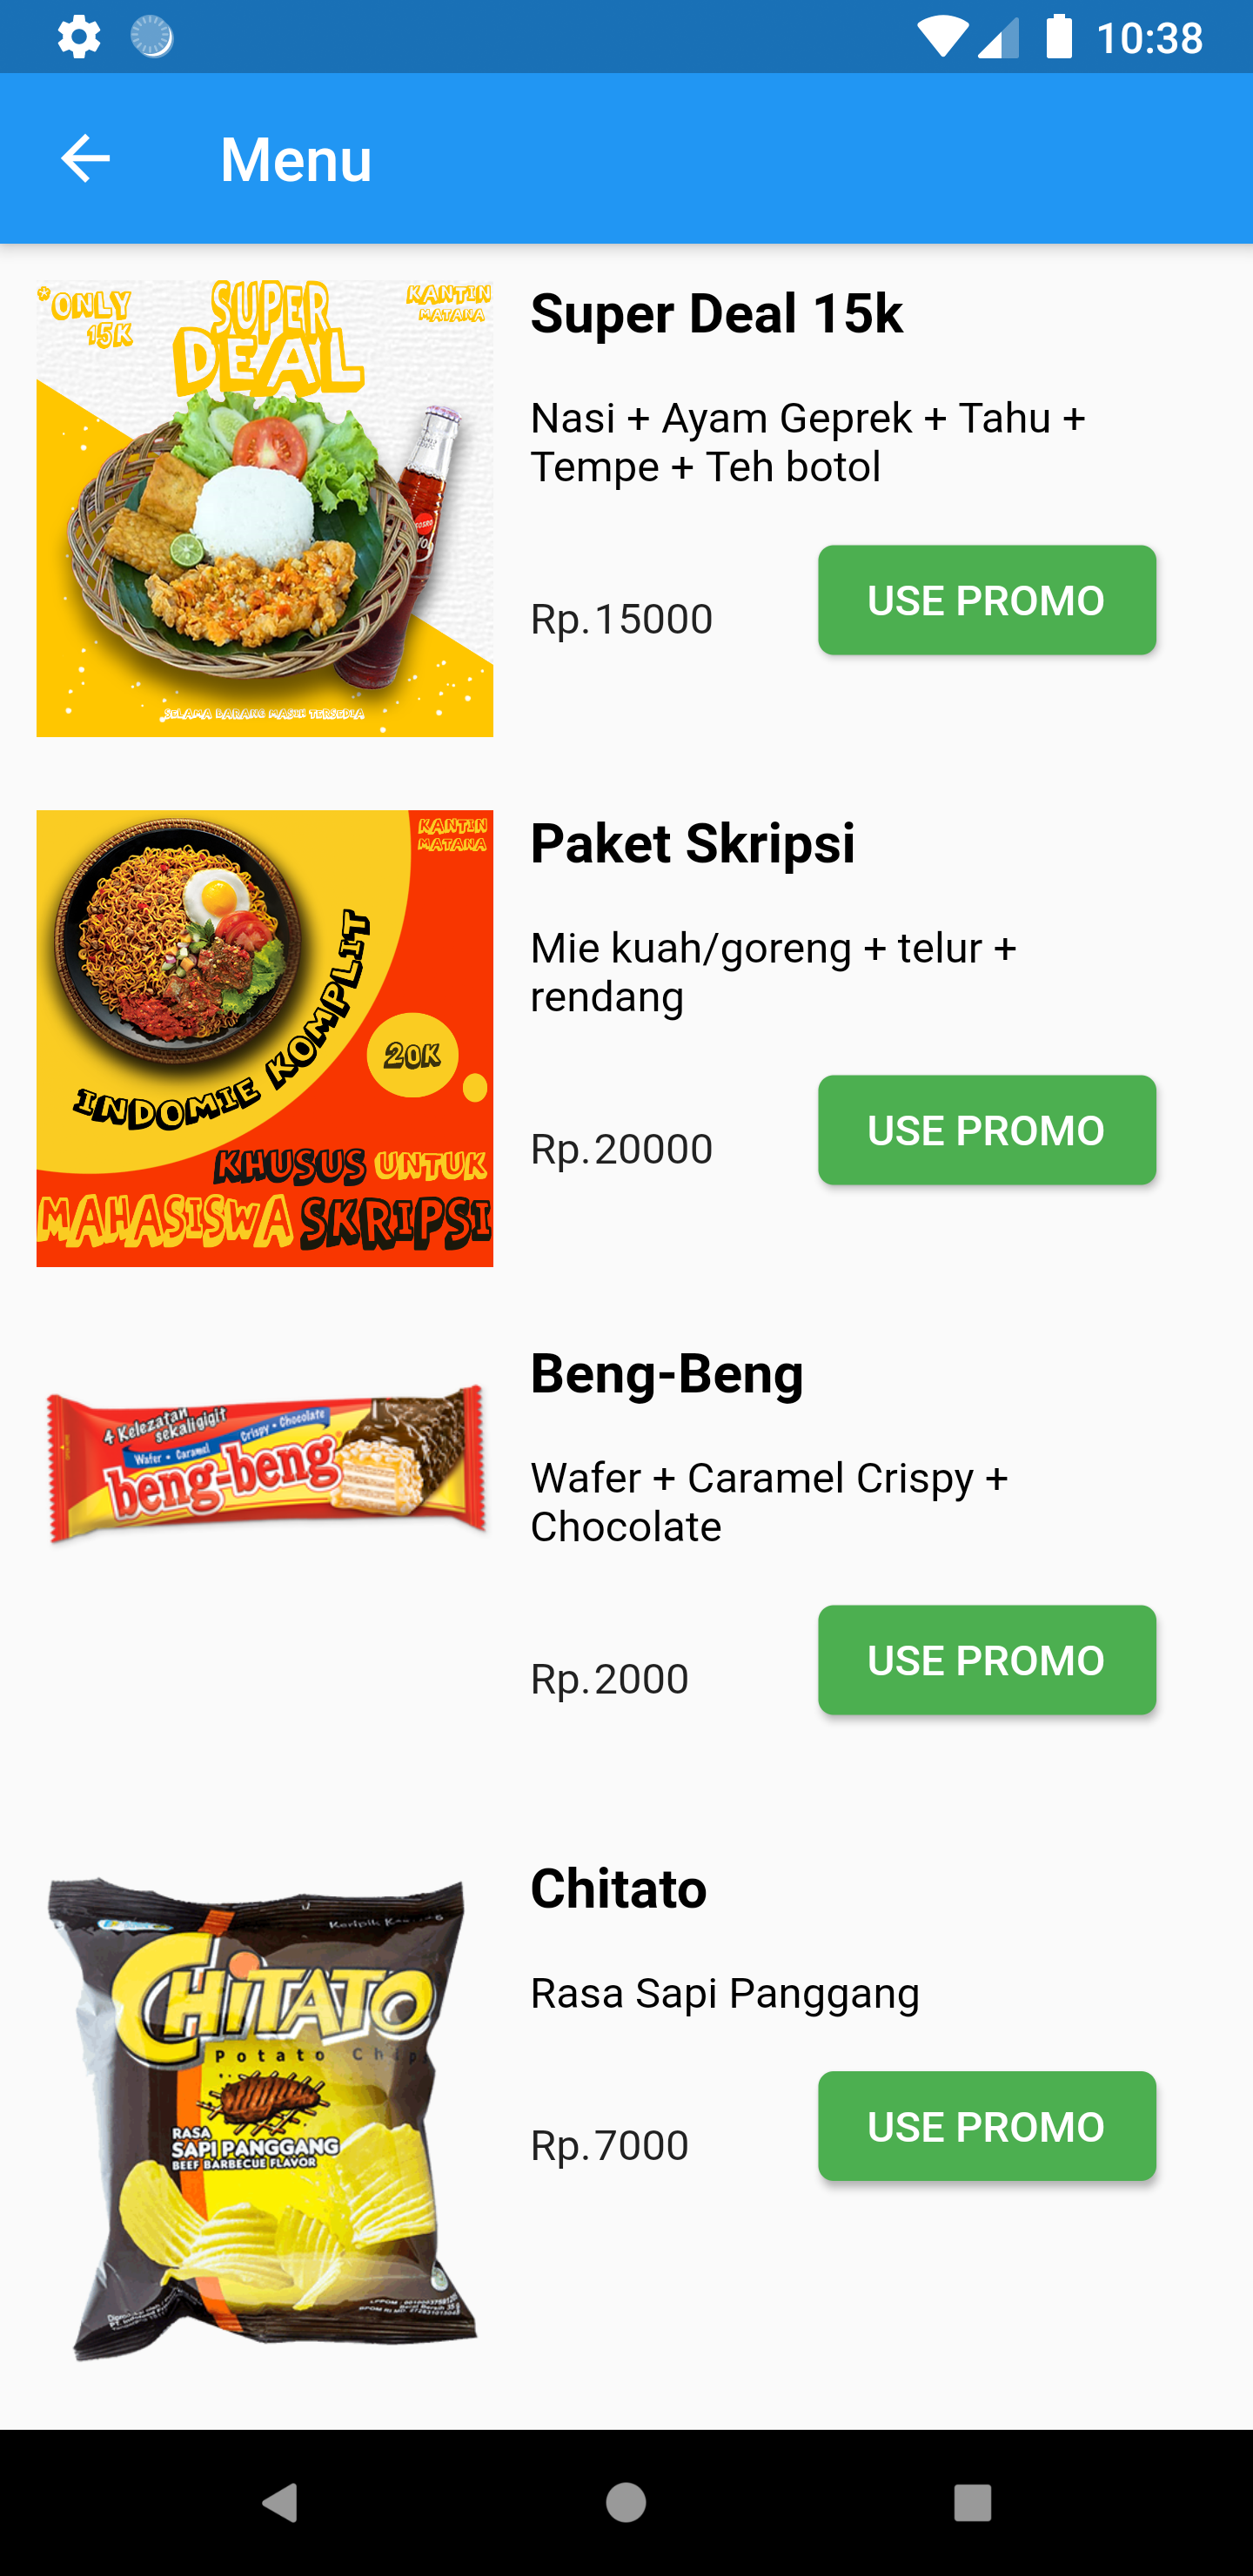 10:38
Menu
*ONLY
15K
SUPER
DEAL
KANTIN
MATANA
SELAMA BARANG MASIH TERSEDIA
Super Deal 15k
Nasi + Ayam Geprek + Tahu +
Tempe + Teh botol
Rp.15000
USE PROMO
KANTIN
MATANA
INDOMIE KOMPLIT
20K
KHUSUS UNTUK
MAHASISWA SKRIPSI
Paket Skripsi
Mie kuah/goreng + telur +
rendang
Rp.20000
USE PROMO
4 Kelezatan
sekali gigit
Wafer • Caramel Crispy • Chocolate
beng-beng
Beng-Beng
Wafer + Caramel Crispy +
Chocolate
Rp.2000
USE PROMO
CHiTATO
Potato Chips
RASA
SAPI PANGGANG
BEEF BARBECUE FLAVOR
Chitato
Rasa Sapi Panggang
Rp.7000
USE PROMO